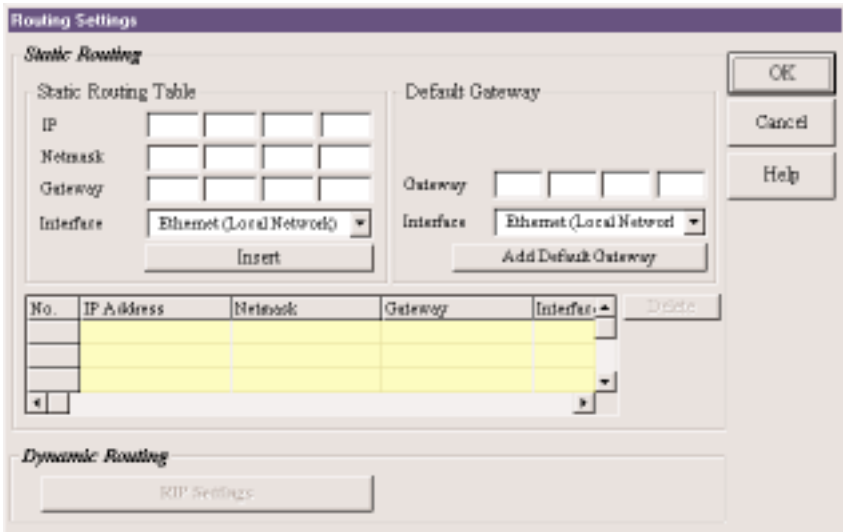 Routing Settings
Static Routing
Static Routing Table
IP
Netmask
Gateway
Interface Ethernet (Local Network)
Insert
Default Gateway
Gateway
Interface Ethernet (Local Networl
Add Default Gateway
OK
Cancel
Help
No. IP Address Netmask Gateway Interfac
Delete
Dynamic Routing
RIP Settings